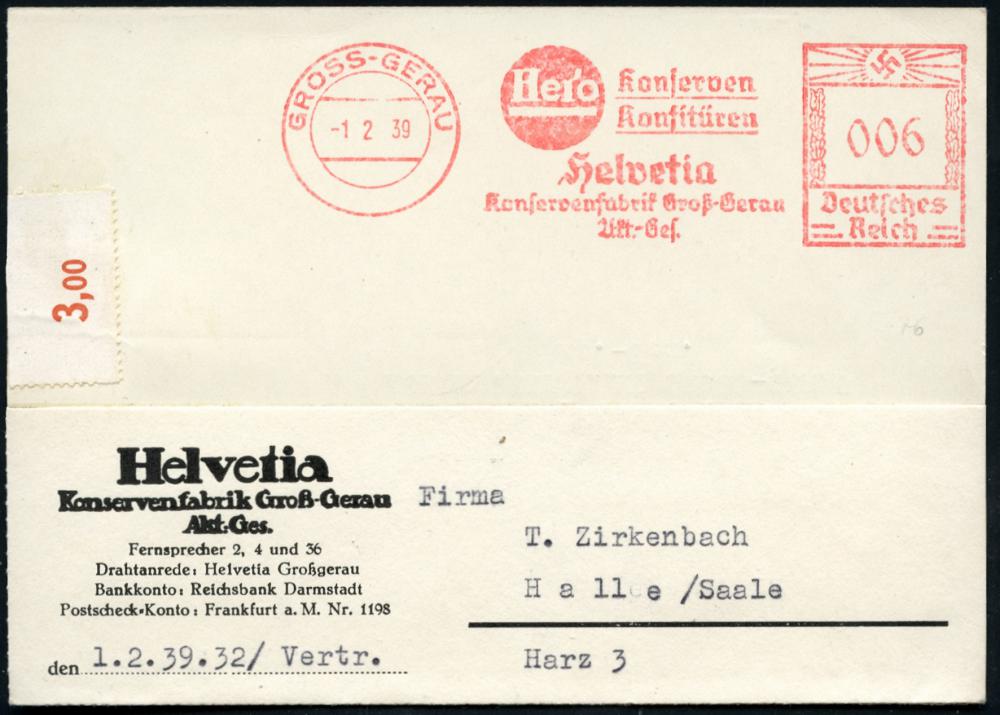 GROSS-GERAU
-1 2 39
Hero
Konserven
Konfitüren
Helvetia
Konservenfabrik Groß-Gerau
Akt.-Ges.
006
Deutsches
Reich
3,00
Helvetia
Konservenfabrik Groß-Gerau
Akt.-Ges.
Fernsprecher 2, 4 und 36
Drahtanrede: Helvetia Großgerau
Bankkonto: Reichsbank Darmstadt
Postscheck-Konto: Frankfurt a. M. Nr. 1198
den 1.2.39.32/ Vertr.
Firma
T. Zirkenbach
H a ll e /Saale
Harz 3